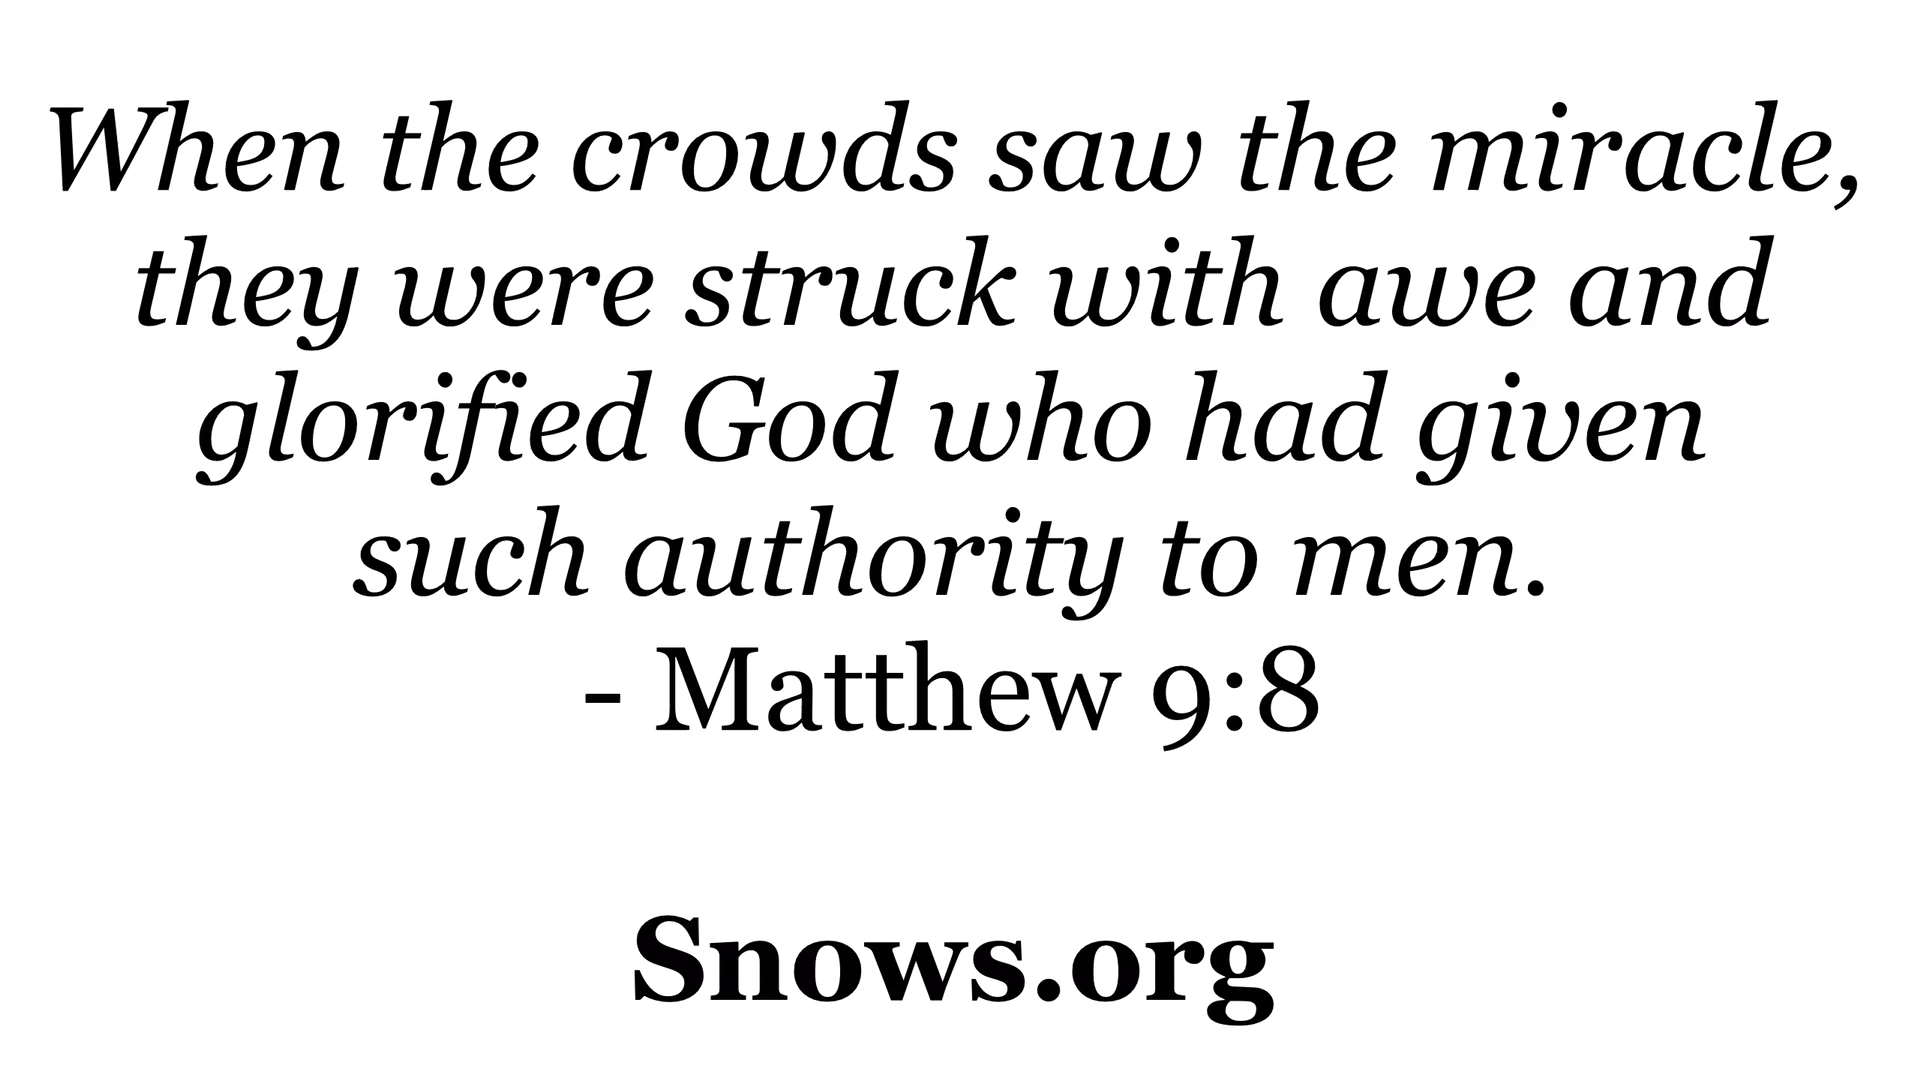 When the crowds saw the miracle,
they were struck with awe and
glorified God who had given
such authority to men.
- Matthew 9:8
Snows.org